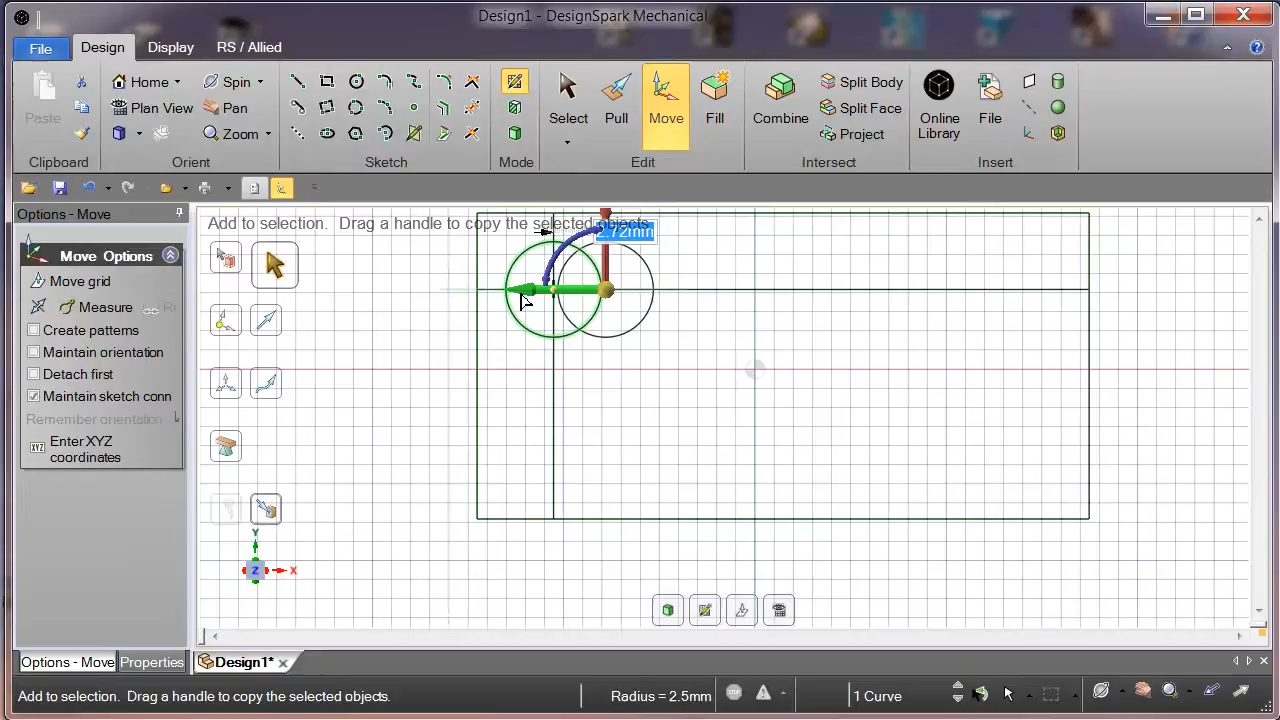 Design1 - DesignSpark Mechanical
File Design Display RS / Allied
Paste
Home Spin
Plan View Pan
Zoom
Select Pull Move Fill
Combine
Split Body
Split Face
Project
Online Library
File
Clipboard Orient Sketch Mode Edit Intersect Insert
Options - Move
Add to selection. Drag a handle to copy the selected objects.
2.72mm
Move Options
Move grid
Measure
Create patterns
Maintain orientation
Detach first
Maintain sketch conn
Remember orientation
Enter XYZ
coordinates
Y
Z X
Options - Move Properties Design1*
Add to selection. Drag a handle to copy the selected objects. Radius = 2.5mm 1 Curve